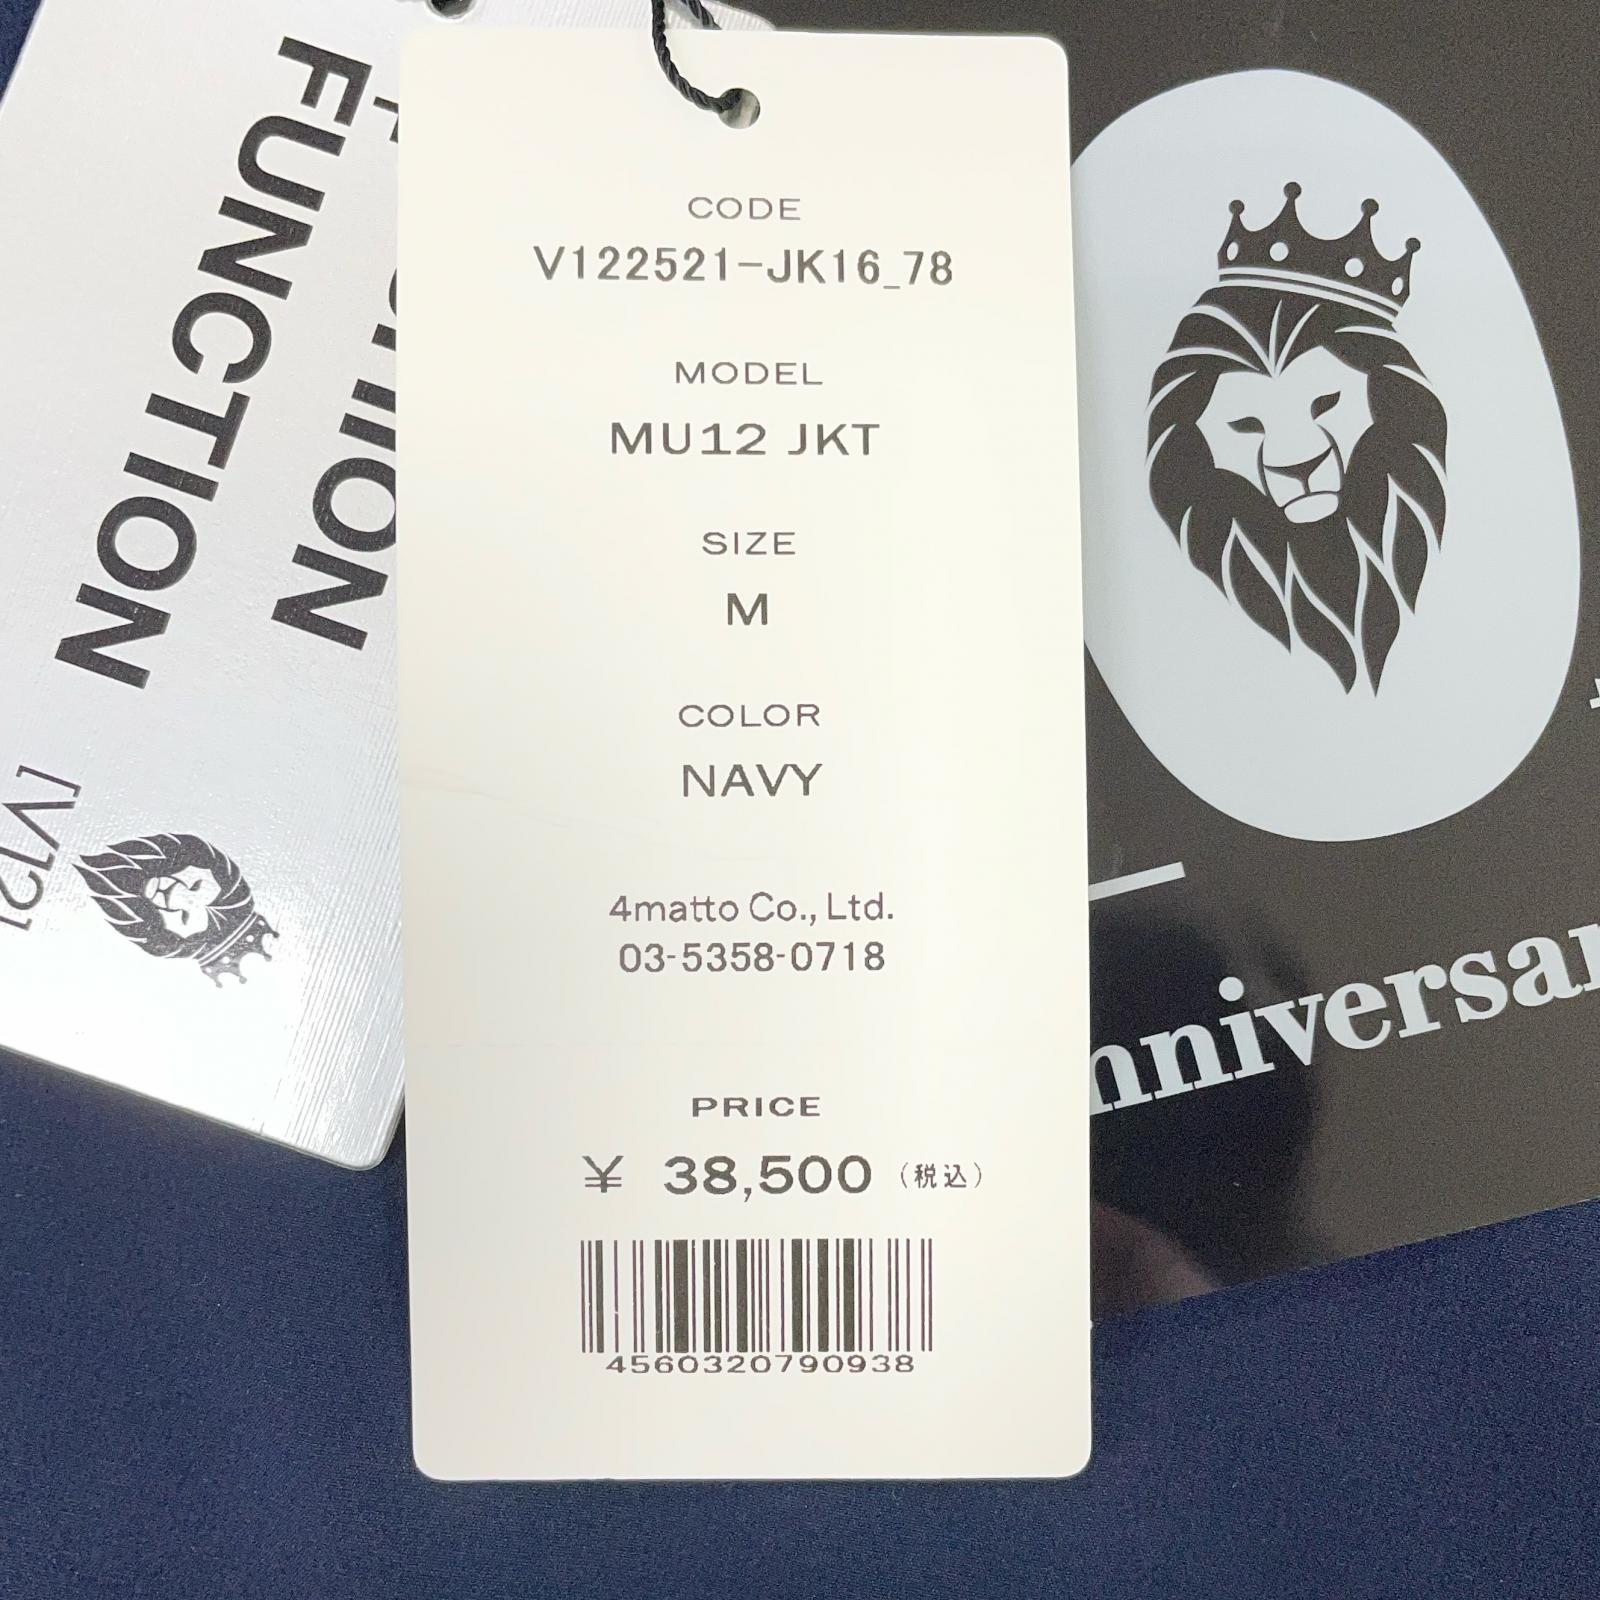 FUNCTION
[V12]
CODE
V122521-JK16_78
MODEL
MU12 JKT
SIZE
M
COLOR
NAVY
4matto Co., Ltd.
03-5358-0718
PRICE
¥ 38,500 (税込)
4560320790938